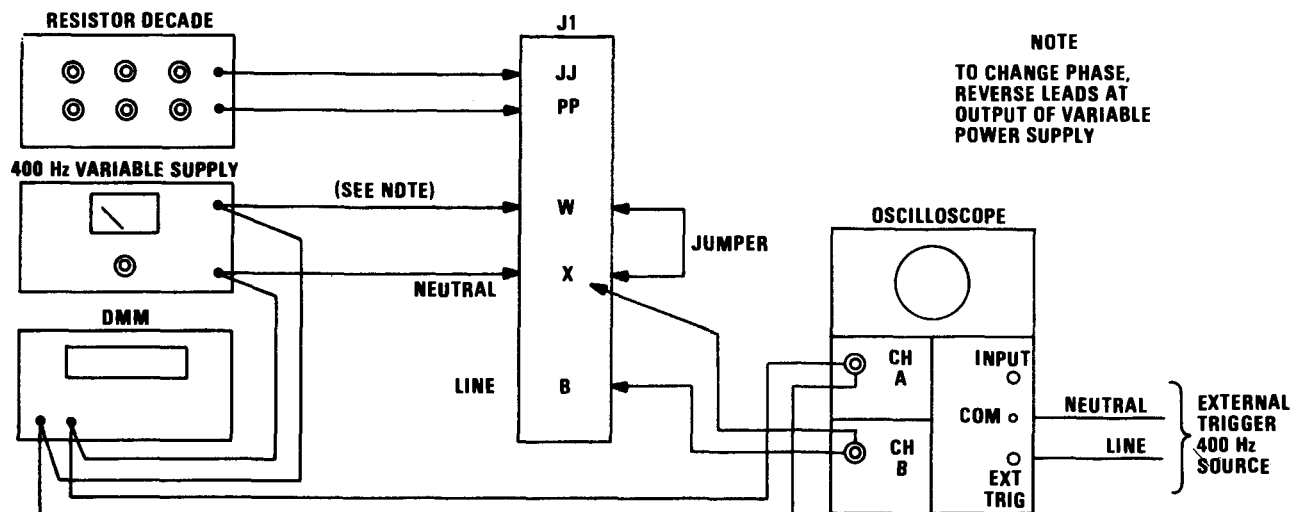 RESISTOR DECADE
J1
NOTE
TO CHANGE PHASE,
REVERSE LEADS AT
OUTPUT OF VARIABLE
POWER SUPPLY
JJ
PP
400 Hz VARIABLE SUPPLY
(SEE NOTE)
W
JUMPER
X
NEUTRAL
OSCILLOSCOPE
DMM
LINE
B
CH
A
INPUT
COM
CH
B
EXT
TRIG
NEUTRAL
LINE
EXTERNAL
TRIGGER
400 Hz
SOURCE